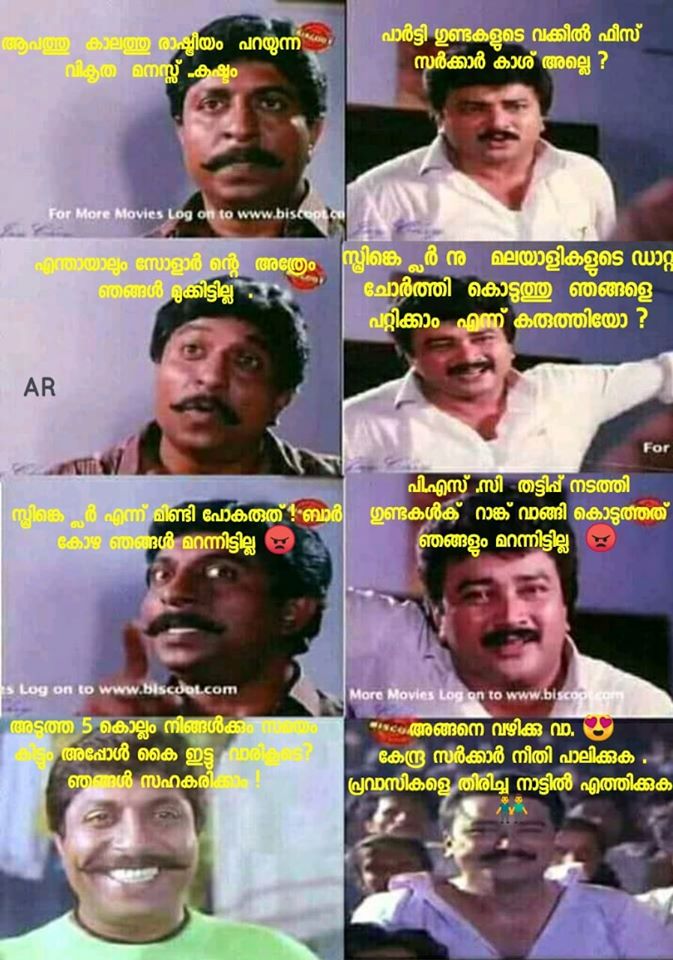 ആപത്തു കാലത്തു രാഷ്ട്രീയം പറയുന്ന
വികൃത മനസ്സ് ..കഷ്ടം
For More Movies Log on to www.biscoot.co
പാർട്ടി ഗുണ്ടകളുടെ വക്കീൽ ഫീസ്
സർക്കാർ കാശ് അല്ലെ ?
എന്തായാലും സോളാർ ന്റെ അത്രേം
ഞങ്ങൾ മുക്കിട്ടില്ല .
AR
സ്പ്രിങ്കെ ്ലർ നു മലയാളികളുടെ ഡാറ്റ
ചോർത്തി കൊടുത്തു ഞങ്ങളെ
പറ്റിക്കാം എന്ന് കരുത്തിയോ ?
For
സ്പ്രിങ്കെ ്ലർ എന്ന് മിണ്ടി പോകരുത് ! ബാർ
കോഴ ഞങ്ങൾ മറന്നിട്ടില്ല 😡
es Log on to www.biscoot.com
പി.എസ് .സി തട്ടിപ്പ് നടത്തി
ഗുണ്ടകൾക് റാങ്ക് വാങ്ങി കൊടുത്തത്
ഞങ്ങളും മറന്നിട്ടില്ല 😡
More Movies Log on to www.biscoot.com
അടുത്ത 5 കൊല്ലം നിങ്ങൾക്കും സമയം
കിട്ടും അപ്പോൾ കൈ ഇട്ടു വാരികൂടെ?
ഞങ്ങൾ സഹകരിക്കാം !
അങ്ങനെ വഴിക്കു വാ. 😍
കേന്ദ്ര സർക്കാർ നീതി പാലിക്കുക .
പ്രവാസികളെ തിരിച്ച നാട്ടിൽ എത്തിക്കുക
👬